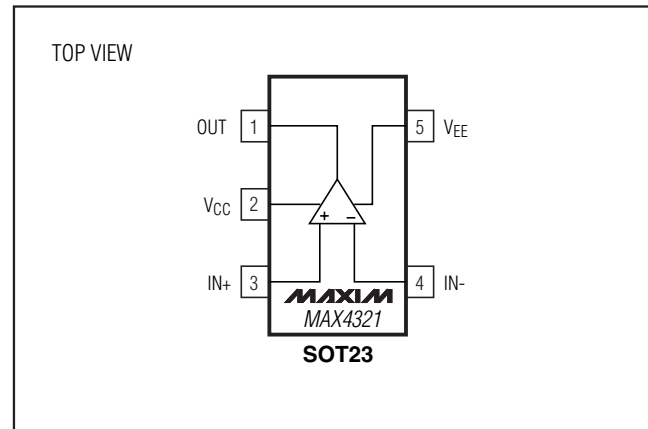 TOP VIEW
OUT 1
5 VEE
VCC 2
+ −
IN+ 3
4 IN-
MAXIM
MAX4321
SOT23